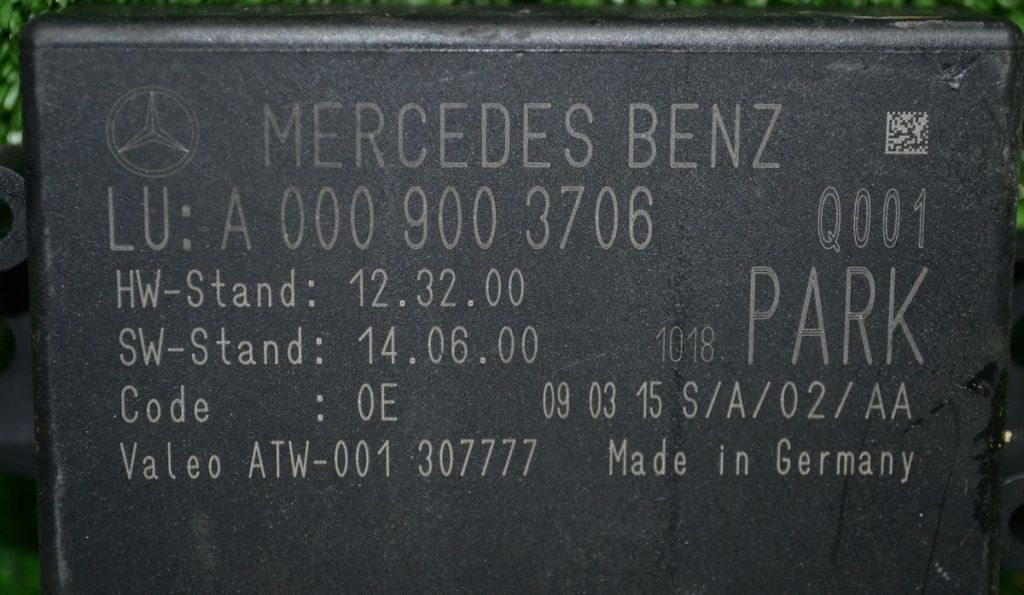 MERCEDES BENZ
LU: A 000 900 3706 Q001
HW-Stand: 12.32.00
SW-Stand: 14.06.00 1018 PARK
Code : 0E 09 03 15 S/A/02/AA
Valeo ATW-001 307777 Made in Germany